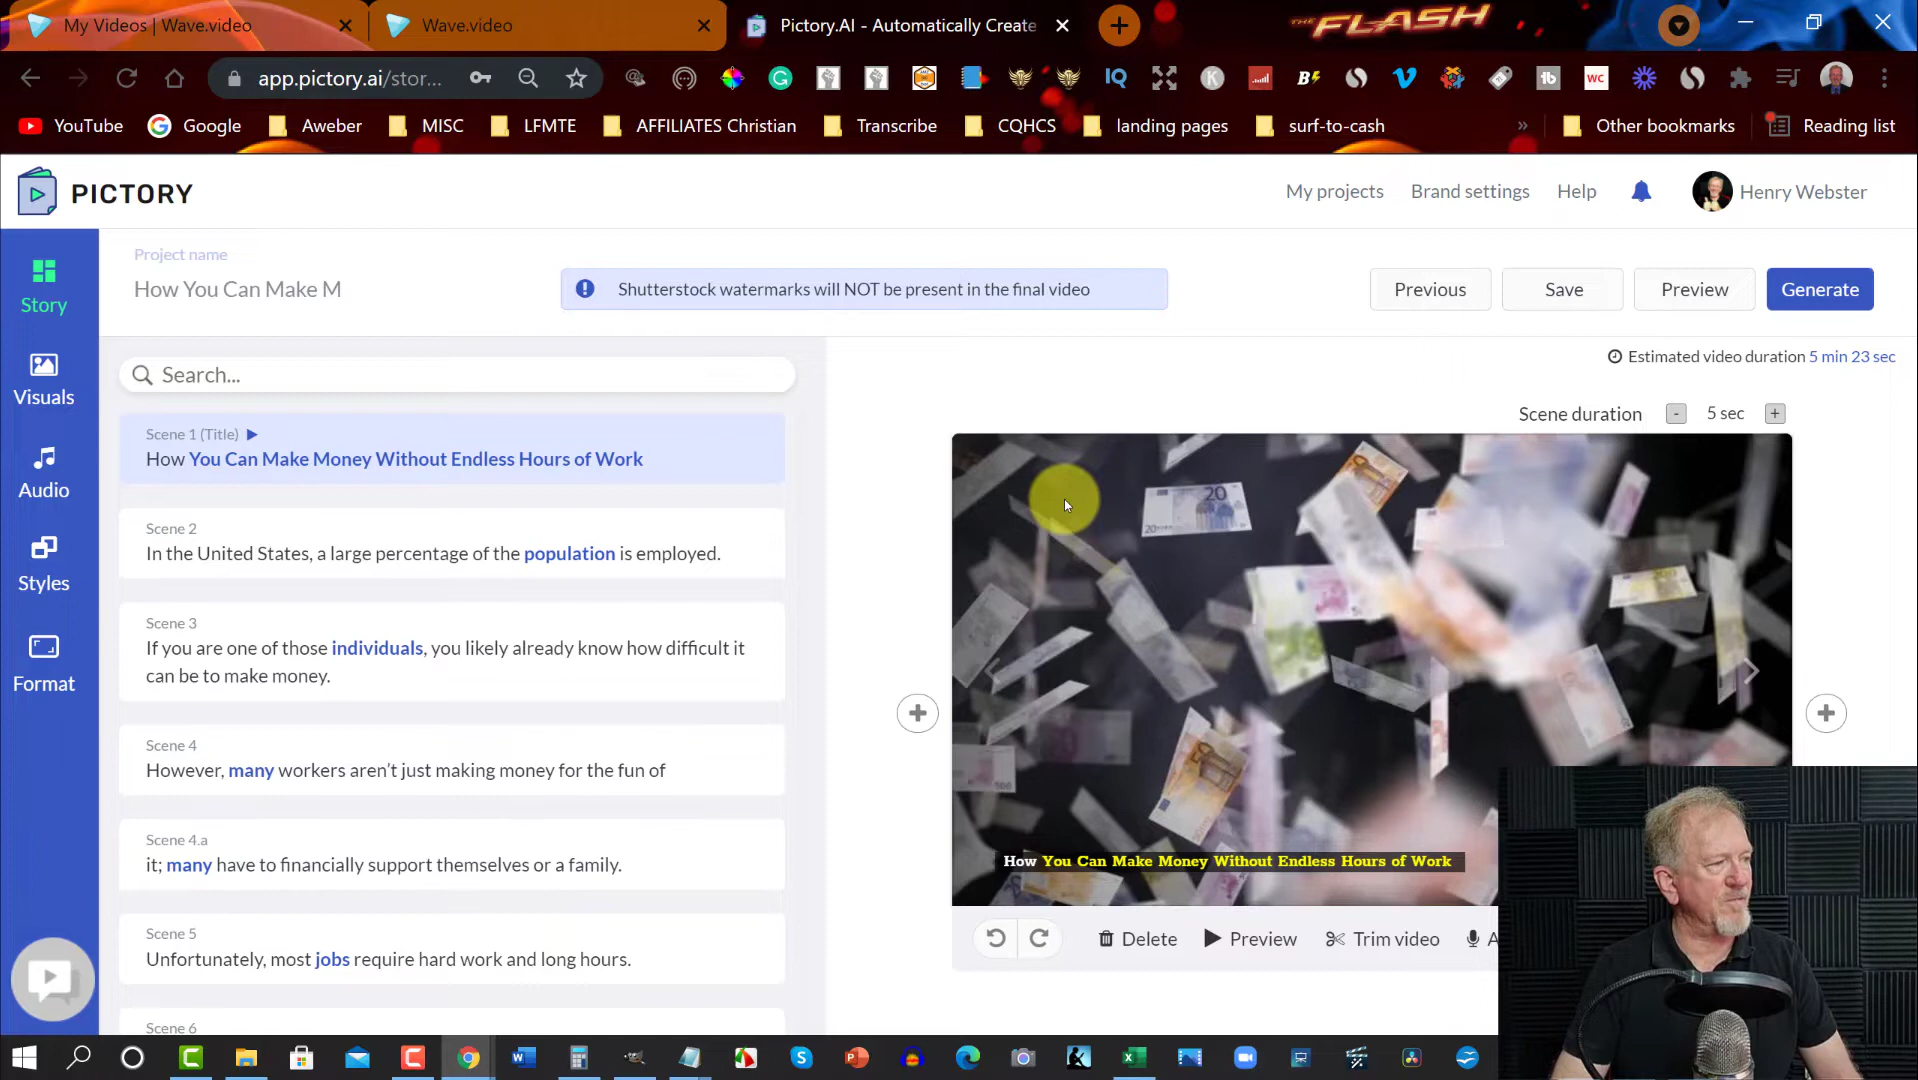 My Videos | Wave.video
Wave.video
Pictory.AI - Automatically Create
THE FLASH
app.pictory.ai/stor...
YouTube
Google
Aweber
MISC
LFMTE
AFFILIATES Christian
Transcribe
CQHCS
landing pages
surf-to-cash
»
Other bookmarks
Reading list
PICTORY
My projects
Brand settings
Help
Henry Webster
Project name
How You Can Make M
Shutterstock watermarks will NOT be present in the final video
Previous
Save
Preview
Generate
Story
Visuals
Audio
Styles
Format
Estimated video duration 5 min 23 sec
Search...
Scene duration - 5 sec +
Scene 1 (Title)
How You Can Make Money Without Endless Hours of Work
Scene 2
In the United States, a large percentage of the population is employed.
Scene 3
If you are one of those individuals, you likely already know how difficult it
can be to make money.
Scene 4
However, many workers aren't just making money for the fun of
Scene 4.a
it; many have to financially support themselves or a family.
Scene 5
Unfortunately, most jobs require hard work and long hours.
Scene 6
20
How You Can Make Money Without Endless Hours of Work
Delete
Preview
Trim video
A